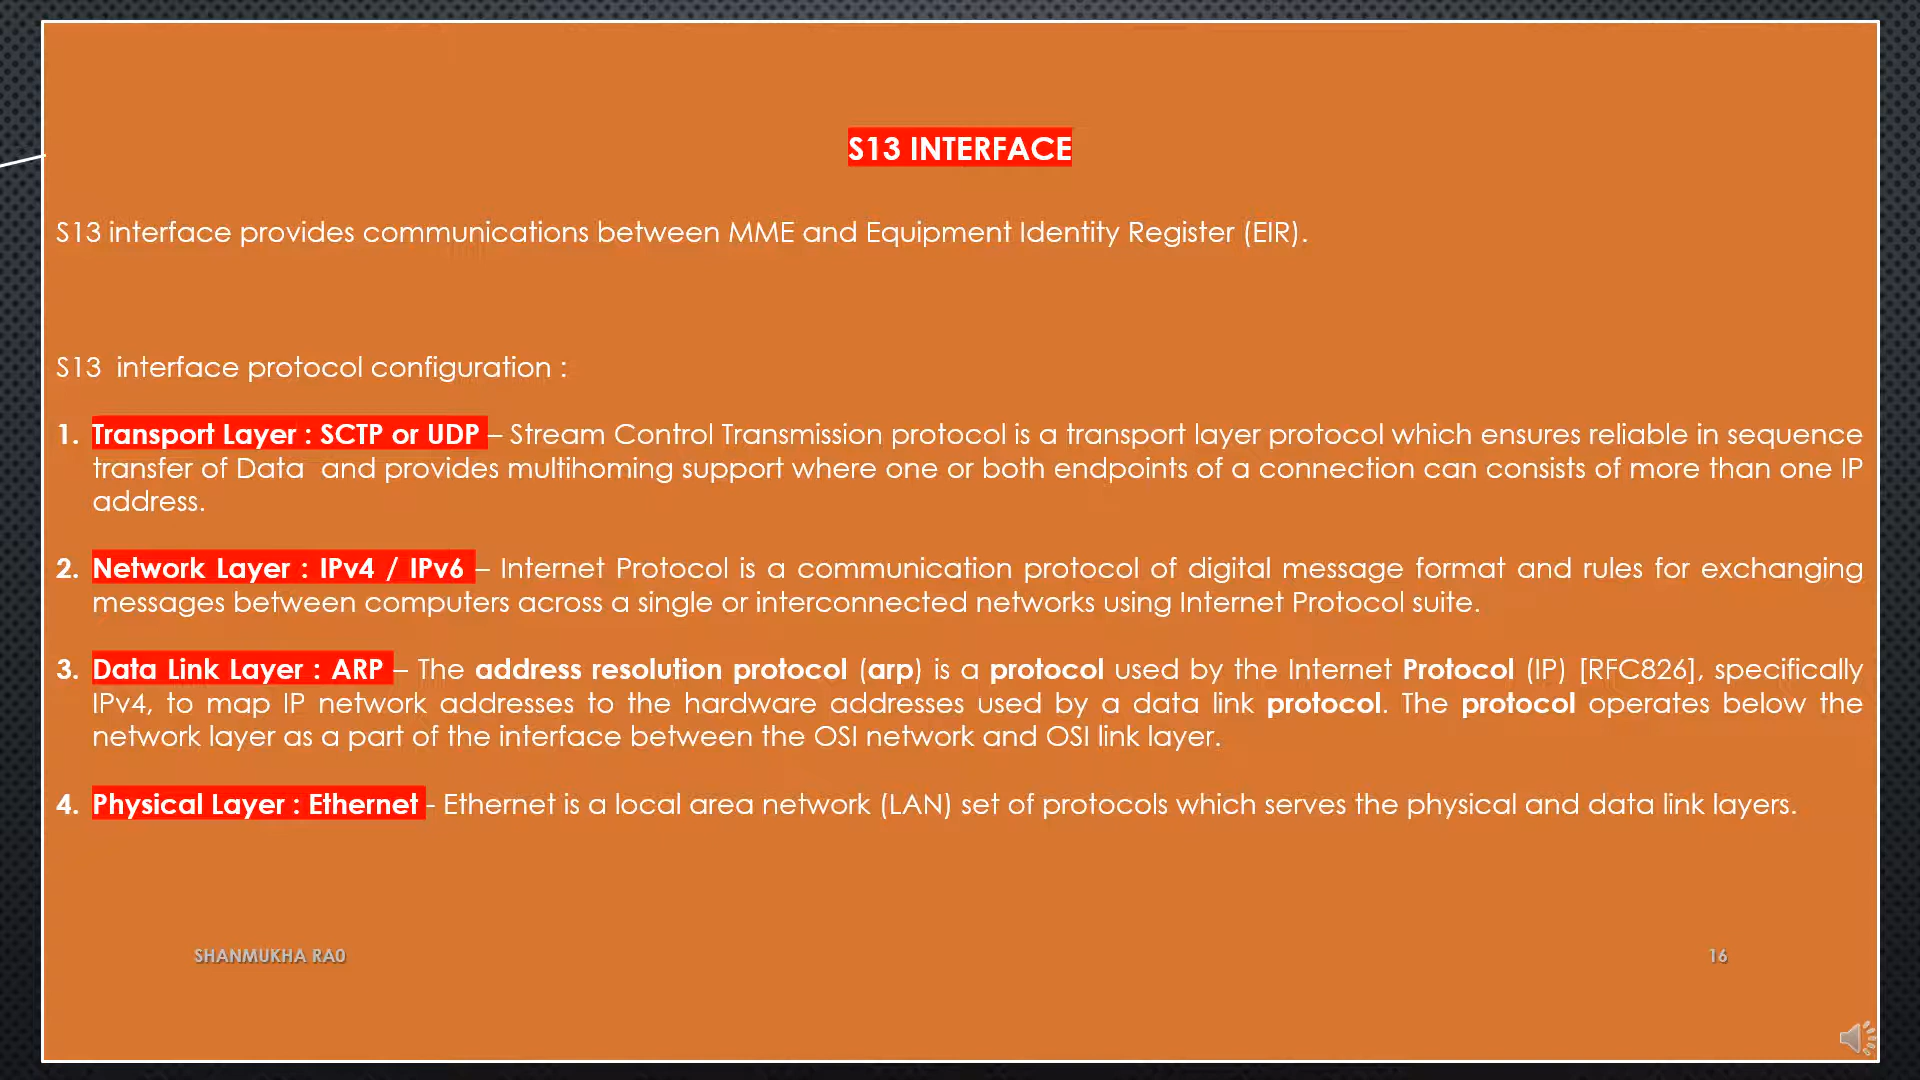 S13 INTERFACE
S13 interface provides communications between MME and Equipment Identity Register (EIR).
S13  interface protocol configuration :
1. Transport Layer : SCTP or UDP – Stream Control Transmission protocol is a transport layer protocol which ensures reliable in sequence
transfer of Data  and provides multihoming support where one or both endpoints of a connection can consists of more than one IP
address.
2. Network Layer : IPv4 / IPv6 – Internet Protocol is a communication protocol of digital message format and rules for exchanging
messages between computers across a single or interconnected networks using Internet Protocol suite.
3. Data Link Layer : ARP – The address resolution protocol (arp) is a protocol used by the Internet Protocol (IP) [RFC826], specifically
IPv4, to map IP network addresses to the hardware addresses used by a data link protocol. The protocol operates below the
network layer as a part of the interface between the OSI network and OSI link layer.
4. Physical Layer : Ethernet - Ethernet is a local area network (LAN) set of protocols which serves the physical and data link layers.
SHANMUKHA RA0
16